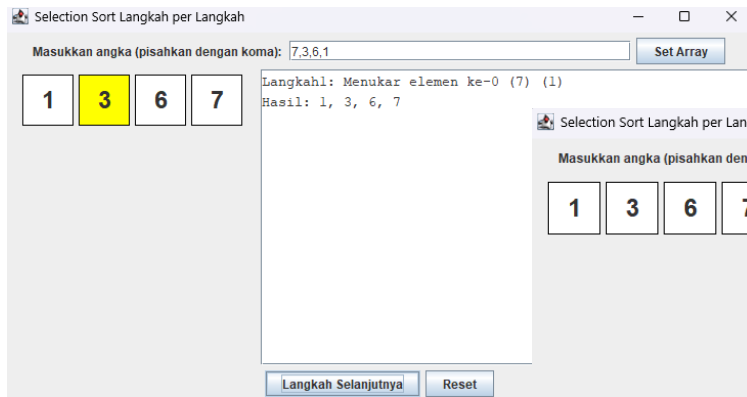 Selection Sort Langkah per Langkah
Masukkan angka (pisahkan dengan koma): 7,3,6,1 Set Array
1 3 6 7
Langkah1: Menukar elemen ke-0 (7) (1)
Hasil: 1, 3, 6, 7
Selection Sort Langkah per Lan
Masukkan angka (pisahkan den
1 3 6 7
Langkah Selanjutnya Reset